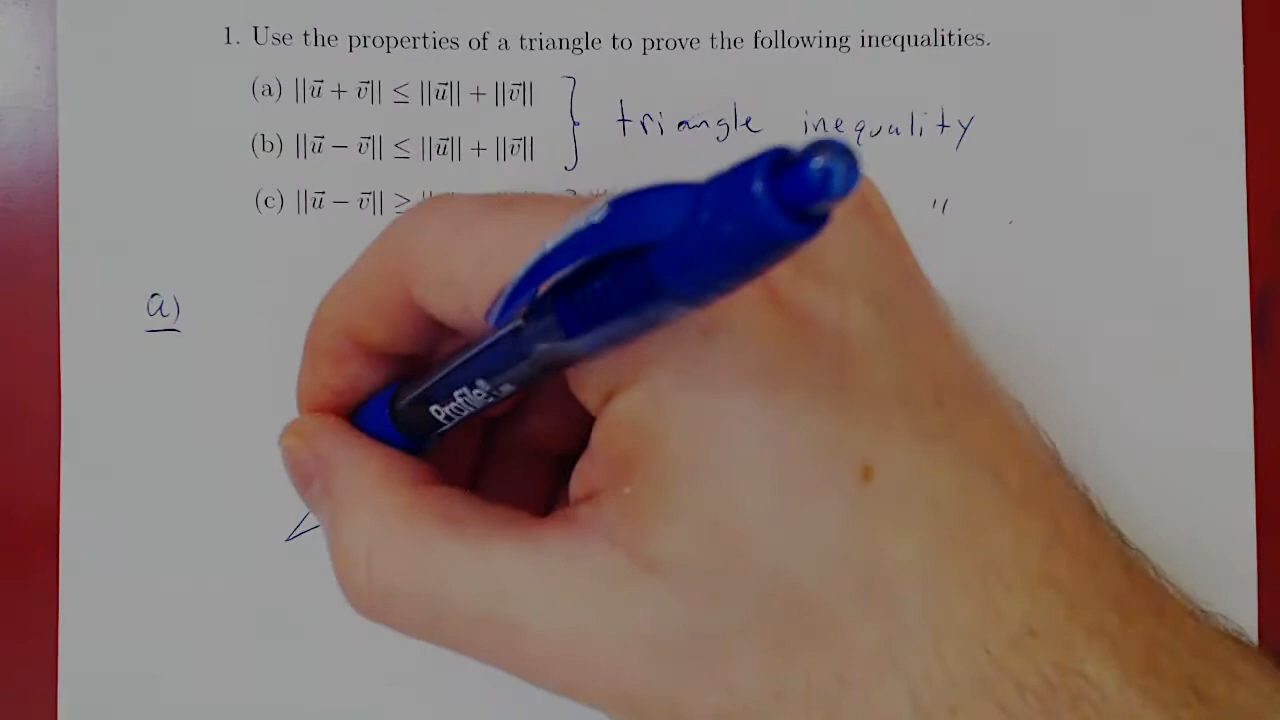 1. Use the properties of a triangle to prove the following inequalities.
(a) ||u⃗ + v⃗|| ≤ ||u⃗|| + ||v⃗||
(b) ||u⃗ − v⃗|| ≤ ||u⃗|| + ||v⃗||
} triangle inequality
(c) ||u⃗ − v⃗|| ≥
"
a)
Profile